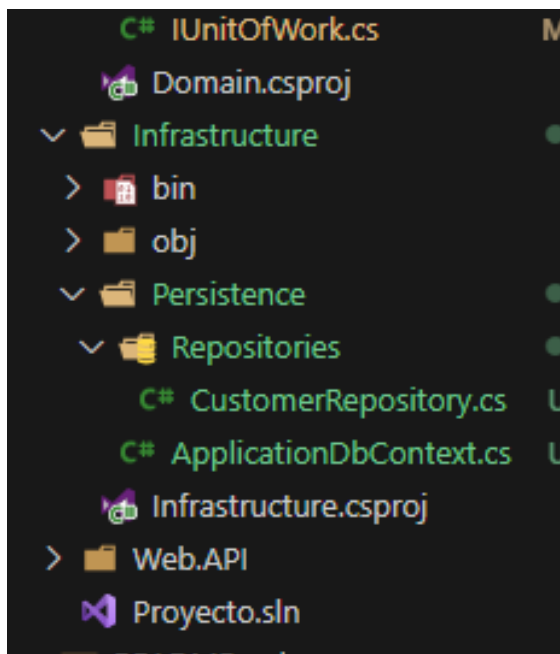 C# IUnitOfWork.cs M
Domain.csproj
Infrastructure
bin
obj
Persistence
Repositories
C# CustomerRepository.cs U
C# ApplicationDbContext.cs U
Infrastructure.csproj
Web.API
Proyecto.sln